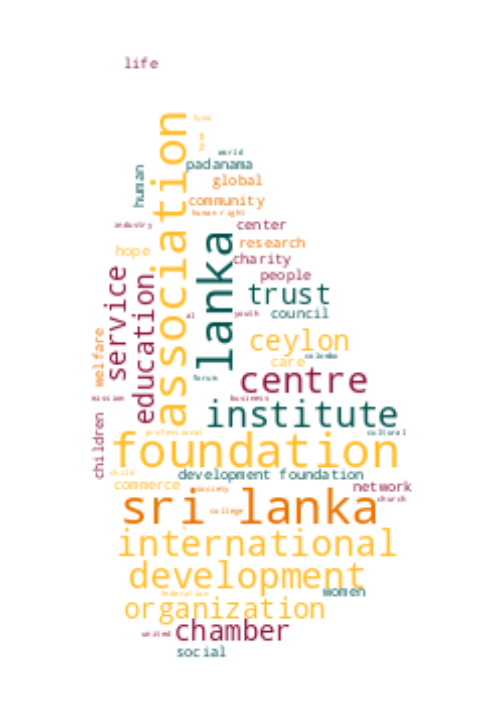 life
association
fund
love
world
padanama
human
global
community
human right
industry
center
lanka
research
hope
charity
service
people
education
trust
al
youth
council
ceylon
welfare
colombo
care
forum
centre
mission
business
institute
children
professional
cultural
foundation
child
development foundation
commerce
society
network
church
sri lanka
college
international
development
federation
women
organization
united
chamber
social